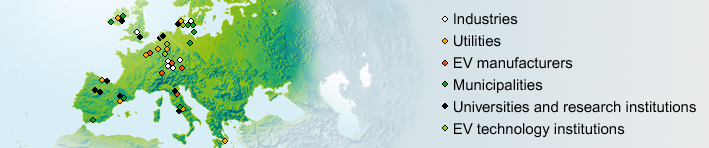 Industries
Utilities
EV manufacturers
Municipalities
Universities and research institutions
EV technology institutions